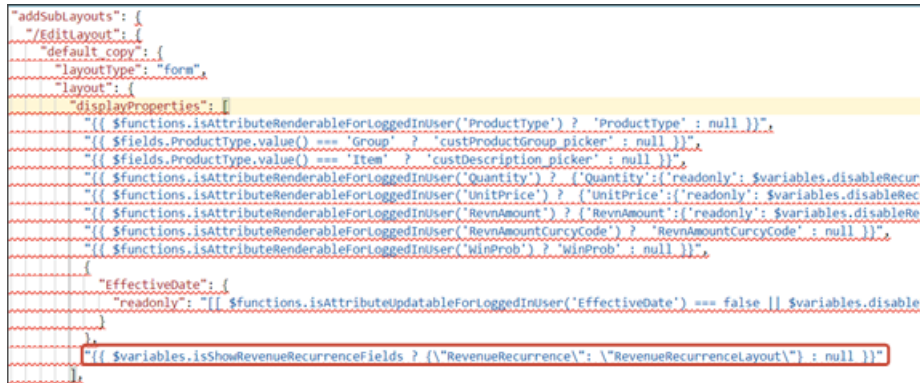 "addSubLayouts": {
"/EditLayout": {
"default_copy": {
"layoutType": "form",
"layout": {
"displayProperties": [
"{{ $functions.isAttributeRenderableForLoggedInUser('ProductType') ? 'ProductType' : null }}",
"{{ $fields.ProductType.value() === 'Group' ? 'custProductGroup_picker' : null }}",
"{{ $fields.ProductType.value() === 'Item' ? 'custDescription_picker' : null }}",
"{{ $functions.isAttributeRenderableForLoggedInUser('Quantity') ? {'Quantity':{'readonly': $variables.disableRecur
"{{ $functions.isAttributeRenderableForLoggedInUser('UnitPrice') ? {'UnitPrice':{'readonly': $variables.disableRec
"{{ $functions.isAttributeRenderableForLoggedInUser('RevnAmount') ? {'RevnAmount':{'readonly': $variables.disableRe
"{{ $functions.isAttributeRenderableForLoggedInUser('RevnAmountCurcyCode') ? 'RevnAmountCurcyCode' : null }}",
"{{ $functions.isAttributeRenderableForLoggedInUser('WinProb') ? 'WinProb' : null }}",
{
"EffectiveDate": {
"readonly": "[[ $functions.isAttributeUpdatableForLoggedInUser('EffectiveDate') === false || $variables.disable
}
},
"{{ $variables.isShowRevenueRecurrenceFields ? {\"RevenueRecurrence\": \"RevenueRecurrenceLayout\"} : null }}"
],